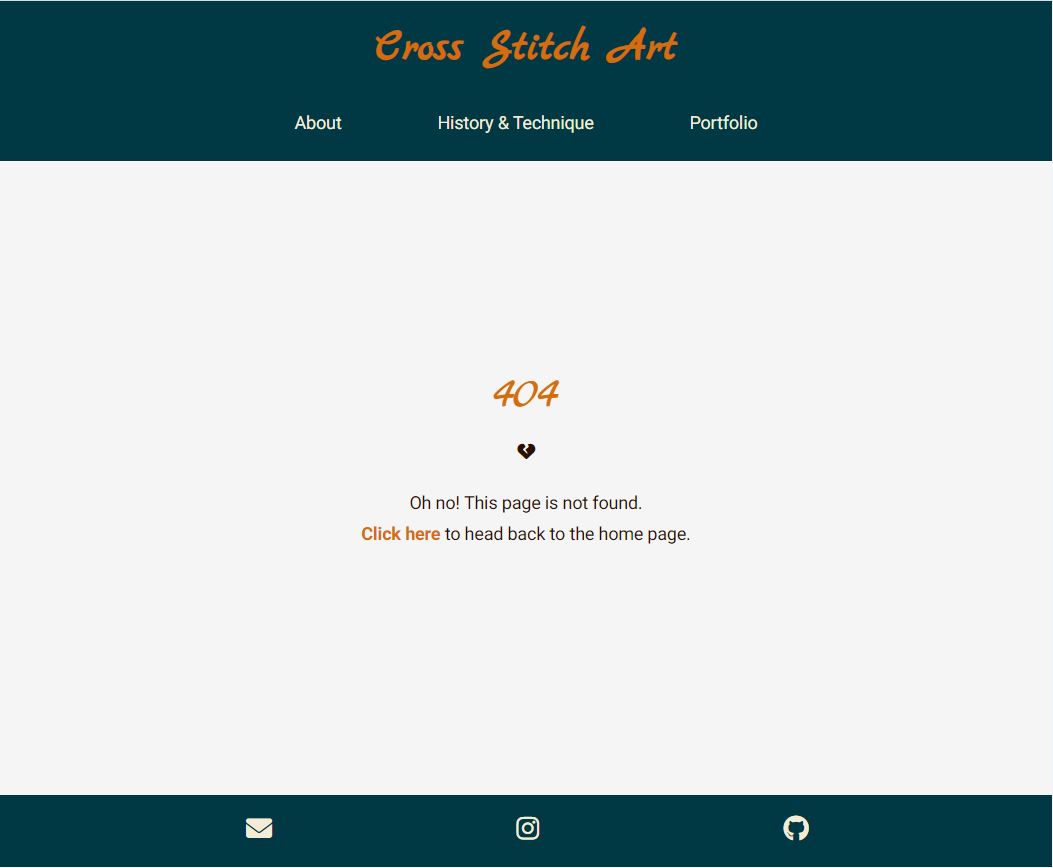 Cross Stitch Art
About History & Technique Portfolio
404
Oh no! This page is not found.
Click here to head back to the home page.